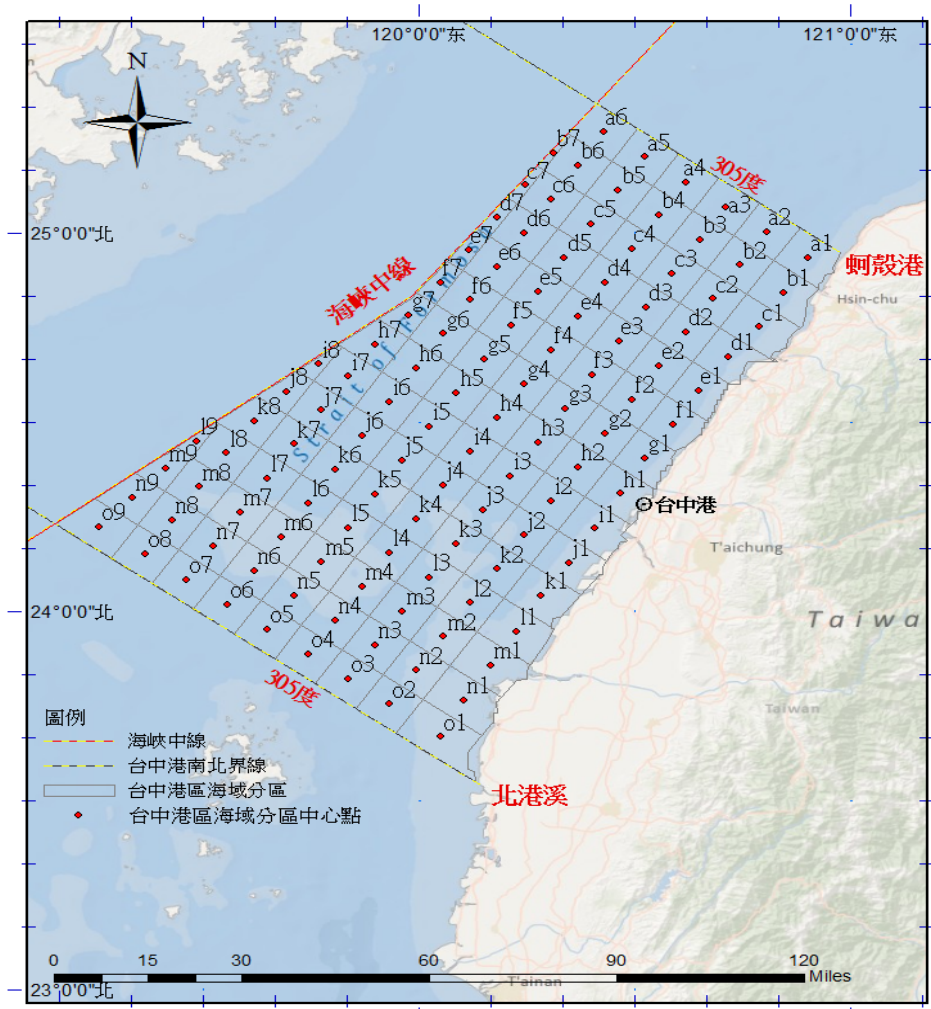 120°0'0"东
121°0'0"东
N
a6
b7
b6
a5
c7
a4
305度
c6
b5
d7
b4
a3
a2
c5
d6
b3
25°0'0"北
c4
e7
e6
d5
b2
a1
蚵殼港
f7
c3
海峽中線
e5
d4
b1
Hsin-chu
f6
d3
c2
g7
f5
e4
c1
g6
e3
d2
h7
f4
i8
h6
g5
e2
d1
i7
f3
j8
g4
e1
i6
h5
f2
j7
g3
k8
h4
f1
i5
g2
Strait of Formosa
l9
k7
j6
h3
l8
i4
g1
m9
k6
j5
h2
l7
i3
m8
j4
h1
n9
k5
i2
台中港
m7
l6
j3
o9
n8
k4
i1
m6
l5
j2
n7
k3
T'aichung
o8
l4
j1
n6
m5
k2
o7
l3
k1
m4
24°0'0"北
n5
l2
o6
m3
l1
Taiwa
n4
o5
m2
n3
m1
o4
n2
o3
n1
305度
o2
Taiwan
o1
圖例
海峽中線
台中港南北界線
台中港區海域分區
台中港區海域分區中心點
北港溪
0
15
30
60
90
120
Miles
T'ainan
23°0'0"北